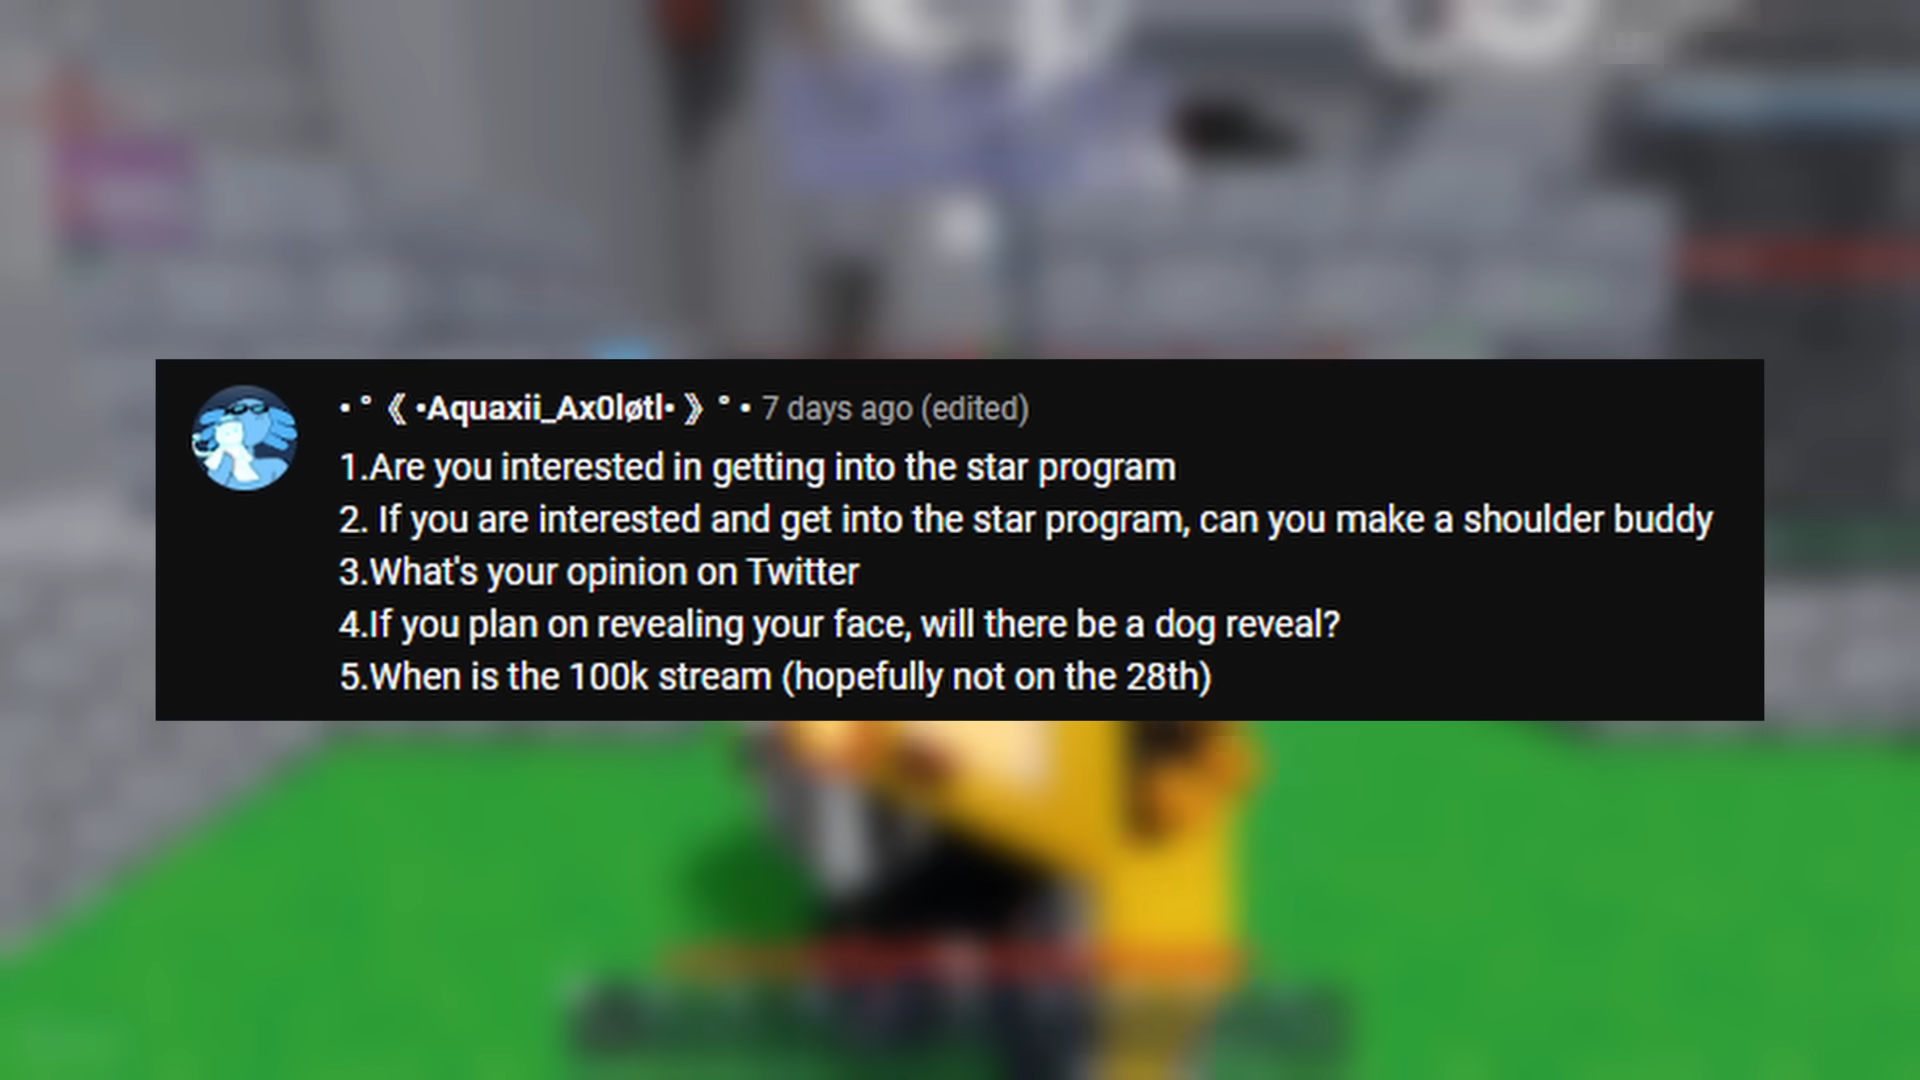 • ° 《 •Aquaxii_Ax0løtl• 》 ° • 7 days ago (edited)
1.Are you interested in getting into the star program
2. If you are interested and get into the star program, can you make a shoulder buddy
3.What's your opinion on Twitter
4.If you plan on revealing your face, will there be a dog reveal?
5.When is the 100k stream (hopefully not on the 28th)